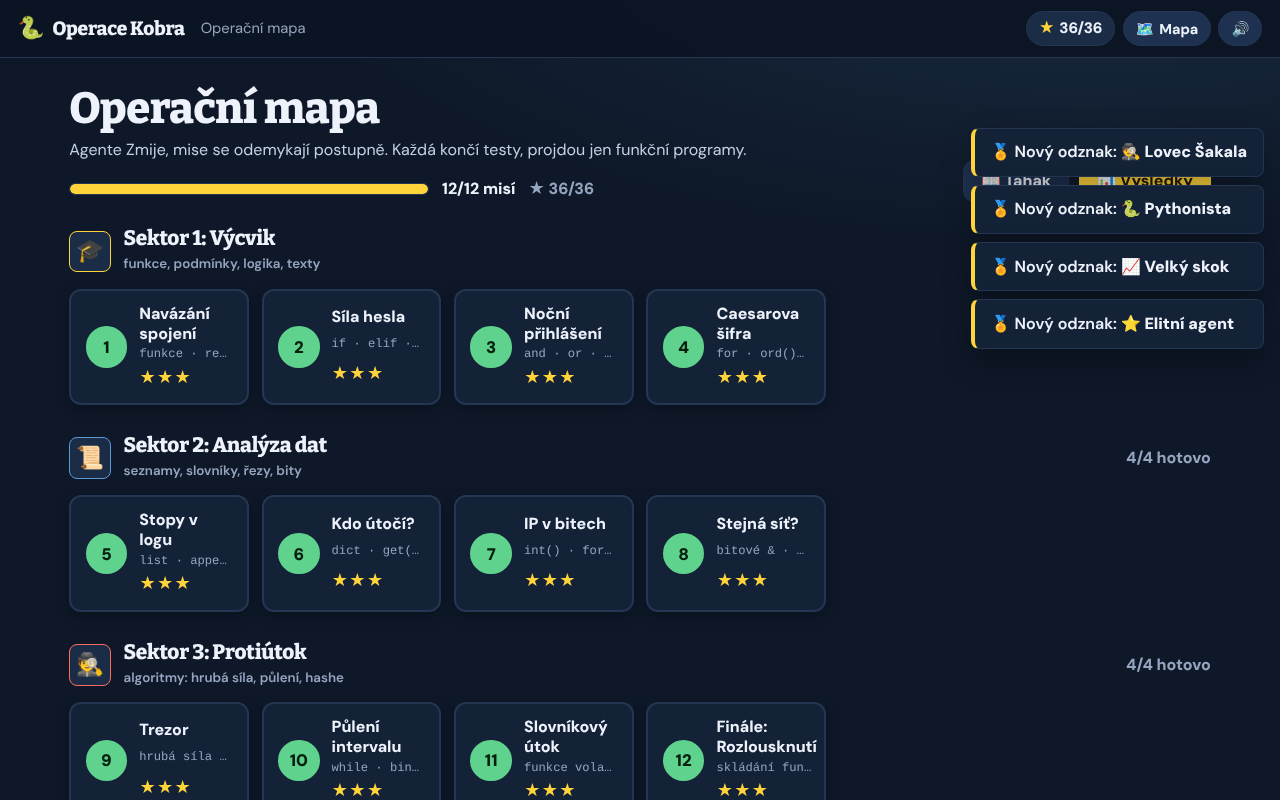 Operace Kobra
Operační mapa
★ 36/36
Mapa
Operační mapa
Agente Zmije, mise se odemykají postupně. Každá končí testy, projdou jen funkční programy.
12/12 misí ★ 36/36
Tahák
Výsledky
Nový odznak: Lovec Šakala
Nový odznak: Pythonista
Nový odznak: Velký skok
Nový odznak: Elitní agent
Sektor 1: Výcvik
funkce, podmínky, logika, texty
1
Navázání
spojení
funkce · re…
★★★
2
Síla hesla
if · elif ·…
★★★
3
Noční
přihlášení
and · or · …
★★★
4
Caesarova
šifra
for · ord()…
★★★
Sektor 2: Analýza dat
seznamy, slovníky, řezy, bity
4/4 hotovo
5
Stopy v
logu
list · appe…
★★★
6
Kdo útočí?
dict · get(…
★★★
7
IP v bitech
int() · for…
★★★
8
Stejná síť?
bitové & · …
★★★
Sektor 3: Protiútok
algoritmy: hrubá síla, půlení, hashe
4/4 hotovo
9
Trezor
hrubá síla …
★★★
10
Půlení
intervalu
while · bin…
★★★
11
Slovníkový
útok
funkce vola…
★★★
12
Finále:
Rozlousknutí
skládání fun…
★★★